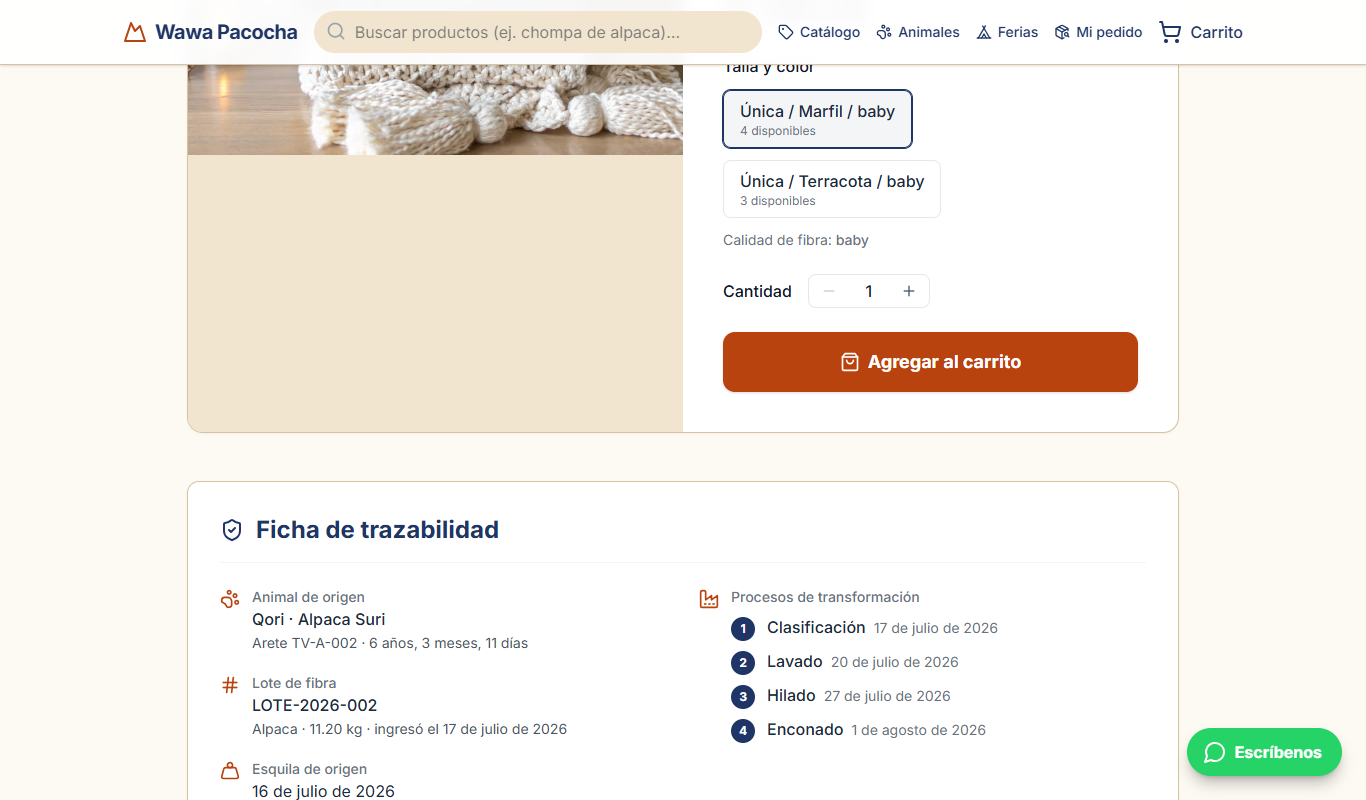 Wawa Pacocha
Buscar productos (ej. chompa de alpaca)...
Catálogo
Animales
Ferias
Mi pedido
Carrito
Talla y color
Única / Marfil / baby
4 disponibles
Única / Terracota / baby
3 disponibles
Calidad de fibra: baby
Cantidad
1
Agregar al carrito
Ficha de trazabilidad
Animal de origen
Qori · Alpaca Suri
Arete TV-A-002 · 6 años, 3 meses, 11 días
Lote de fibra
LOTE-2026-002
Alpaca · 11.20 kg · ingresó el 17 de julio de 2026
Esquila de origen
16 de julio de 2026
Procesos de transformación
1 Clasificación 17 de julio de 2026
2 Lavado 20 de julio de 2026
3 Hilado 27 de julio de 2026
4 Enconado 1 de agosto de 2026
Escríbenos